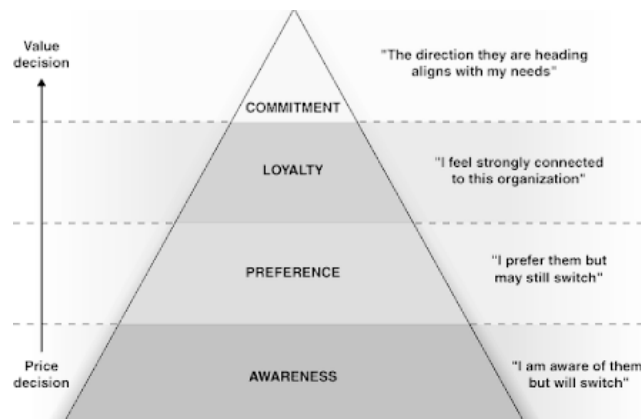 Value
decision
"The direction they are heading
aligns with my needs"
COMMITMENT
LOYALTY
"I feel strongly connected
to this organization"
PREFERENCE
"I prefer them but
may still switch"
Price
decision
AWARENESS
"I am aware of them
but will switch"